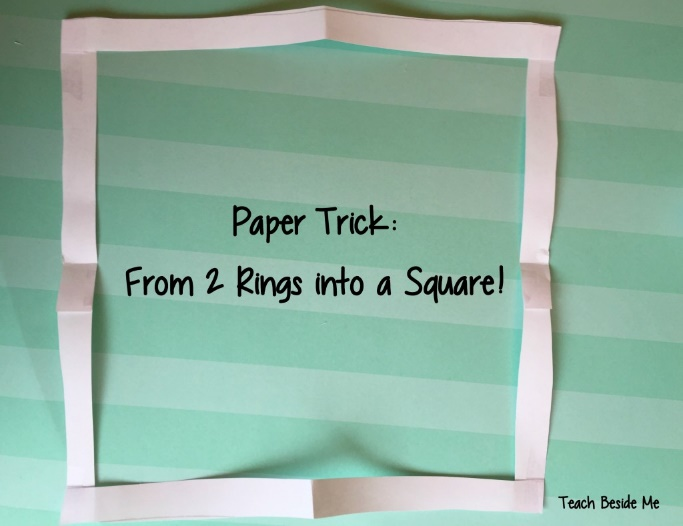 Paper Trick:
From 2 Rings into a Square!
Teach Beside Me